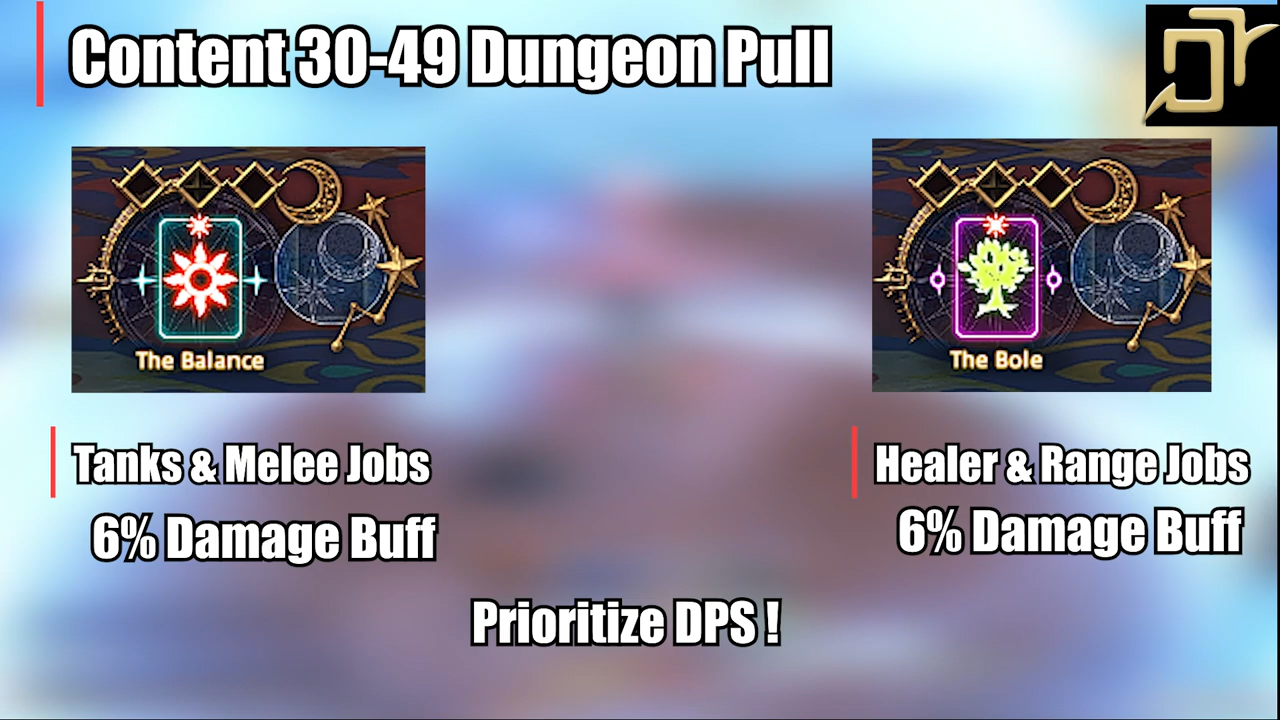 Content 30-49 Dungeon Pull
The Balance
The Bole
Tanks & Melee Jobs
Healer & Range Jobs
6% Damage Buff
6% Damage Buff
Prioritize DPS !